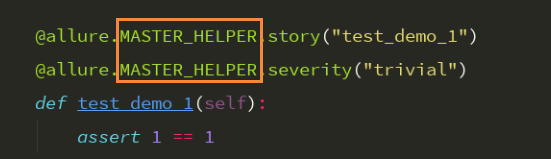 @allure.MASTER_HELPER.story("test_demo_1")
@allure.MASTER_HELPER.severity("trivial")
def test_demo_1(self):
    assert 1 == 1